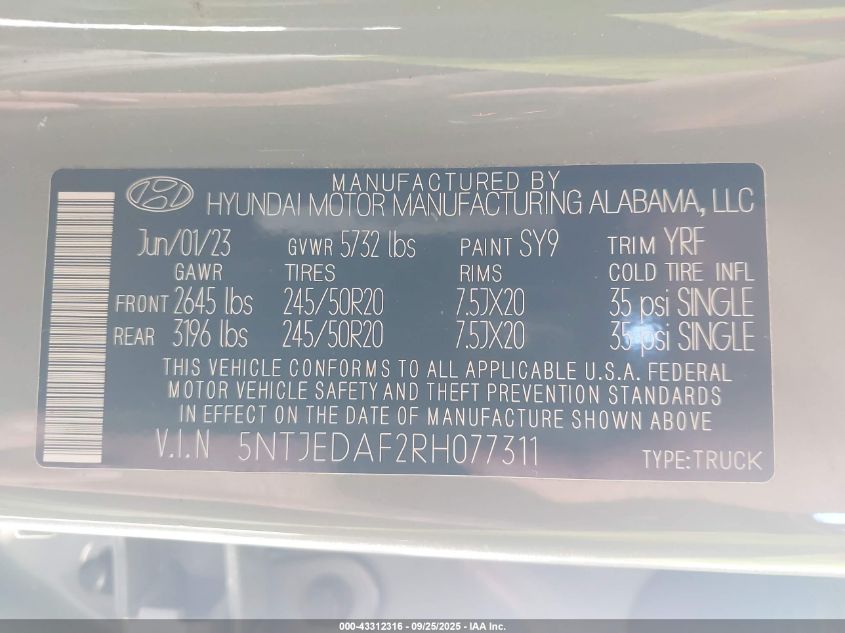 MANUFACTURED BY
HYUNDAI MOTOR MANUFACTURING ALABAMA, LLC
Jun/01/23 GVWR 5732 lbs PAINT SY9 TRIM YRF
GAWR TIRES RIMS COLD TIRE INFL
FRONT 2645 lbs 245/50R20 7.5JX20 35 psi SINGLE
REAR 3196 lbs 245/50R20 7.5JX20 35 psi SINGLE
THIS VEHICLE CONFORMS TO ALL APPLICABLE U.S.A. FEDERAL
MOTOR VEHICLE SAFETY AND THEFT PREVENTION STANDARDS
IN EFFECT ON THE DATE OF MANUFACTURE SHOWN ABOVE
V.I.N 5NTJEDAF2RH077311 TYPE:TRUCK
000-43312316 - 09/25/2025 - IAA Inc.